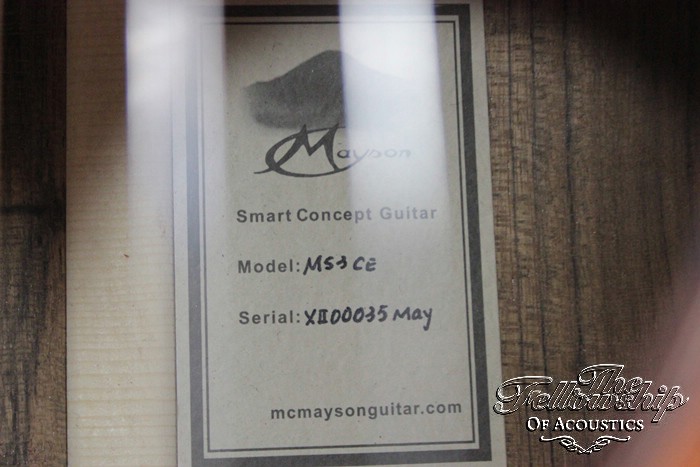 Mayson
Smart Concept Guitar
Model: MS3 CE
Serial: XII00035 May
mcmaysonguitar.com
The
Fellowship
OF ACOUSTICS